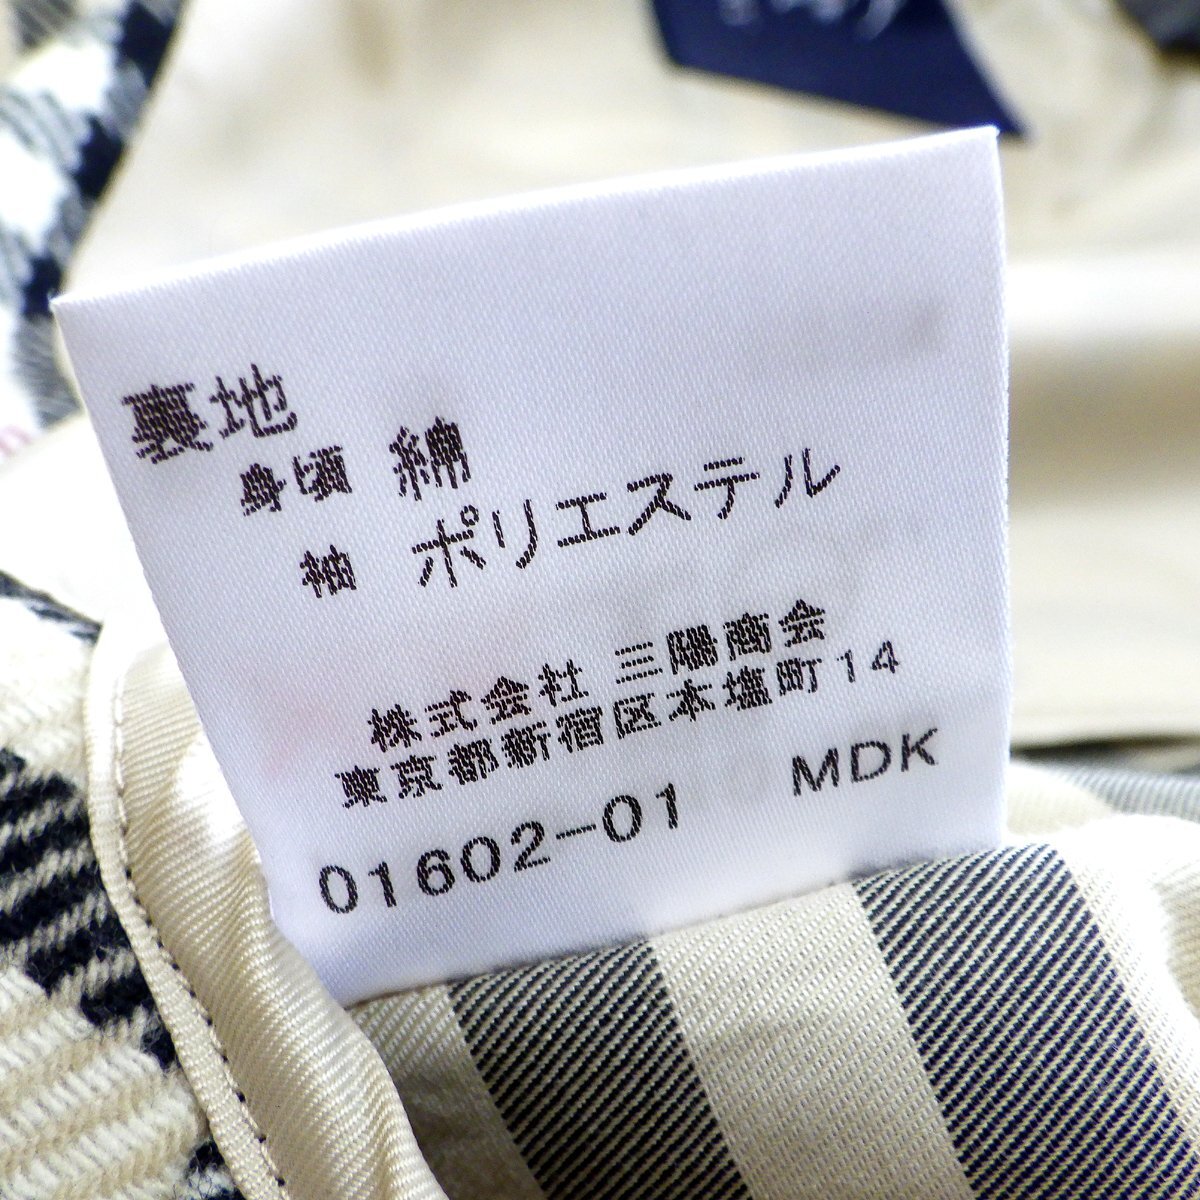 裏地
身頃 綿
袖 ポリエステル
株式会社 三陽商会
東京都新宿区本塩町14
01602-01 MDK